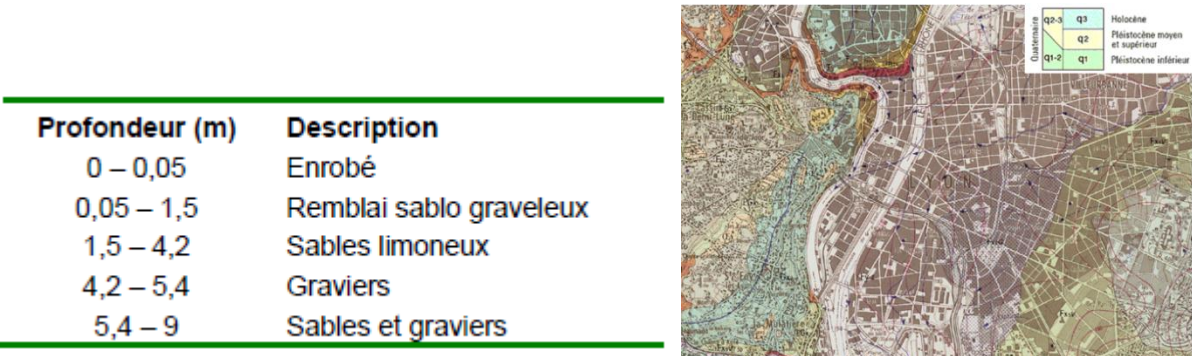 Profondeur (m) Description
0 – 0,05 Enrobé
0,05 – 1,5 Remblai sablo graveleux
1,5 – 4,2 Sables limoneux
4,2 – 5,4 Graviers
5,4 – 9 Sables et graviers
Quaternaire
q2-3 q3 Holocène
q2 Pléistocène moyen
et supérieur
q1-2 q1 Pléistocène inférieur
VILLEURBANNE
LYON